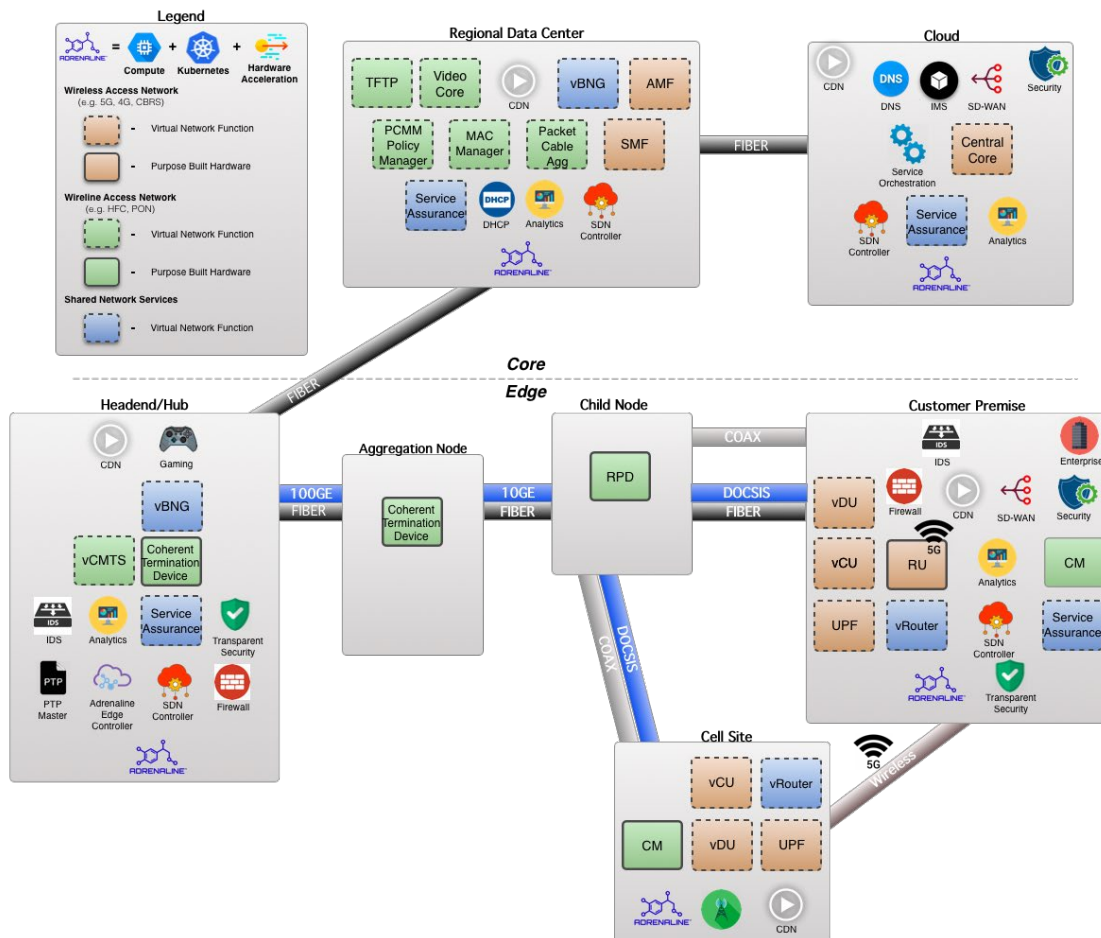 Legend
ADRENALINE™
=
+
+
Compute
Kubernetes
Hardware
Acceleration
Wireless Access Network
(e.g. 5G, 4G, CBRS)
- Virtual Network Function
- Purpose Built Hardware
Wireline Access Network
(e.g. HFC, PON)
- Virtual Network Function
- Purpose Built Hardware
Shared Network Services
- Virtual Network Function
Regional Data Center
TFTP
Video
Core
CDN
vBNG
AMF
PCMM
Policy
Manager
MAC
Manager
Packet
Cable
Agg
SMF
Service
Assurance
DHCP
DHCP
Analytics
SDN
Controller
ADRENALINE™
FIBER
Cloud
CDN
DNS
DNS
IMS
SD-WAN
Security
Service
Orchestration
Central
Core
SDN
Controller
Service
Assurance
Analytics
ADRENALINE™
FIBER
Core
Edge
Headend/Hub
CDN
Gaming
vBNG
vCMTS
Coherent
Termination
Device
IDS
IDS
Analytics
Service
Assurance
Transparent
Security
PTP
PTP
Master
Adrenaline
Edge
Controller
SDN
Controller
Firewall
ADRENALINE™
100GE
FIBER
Aggregation Node
Coherent
Termination
Device
10GE
FIBER
Child Node
RPD
COAX
DOCSIS
FIBER
COAX
DOCSIS
Customer Premise
IDS
IDS
Enterprise
vDU
Firewall
CDN
SD-WAN
Security
vCU
5G
RU
Analytics
CM
UPF
vRouter
SDN
Controller
Service
Assurance
ADRENALINE™
Transparent
Security
5G
Wireless
Cell Site
vCU
vRouter
CM
vDU
UPF
ADRENALINE™
CDN